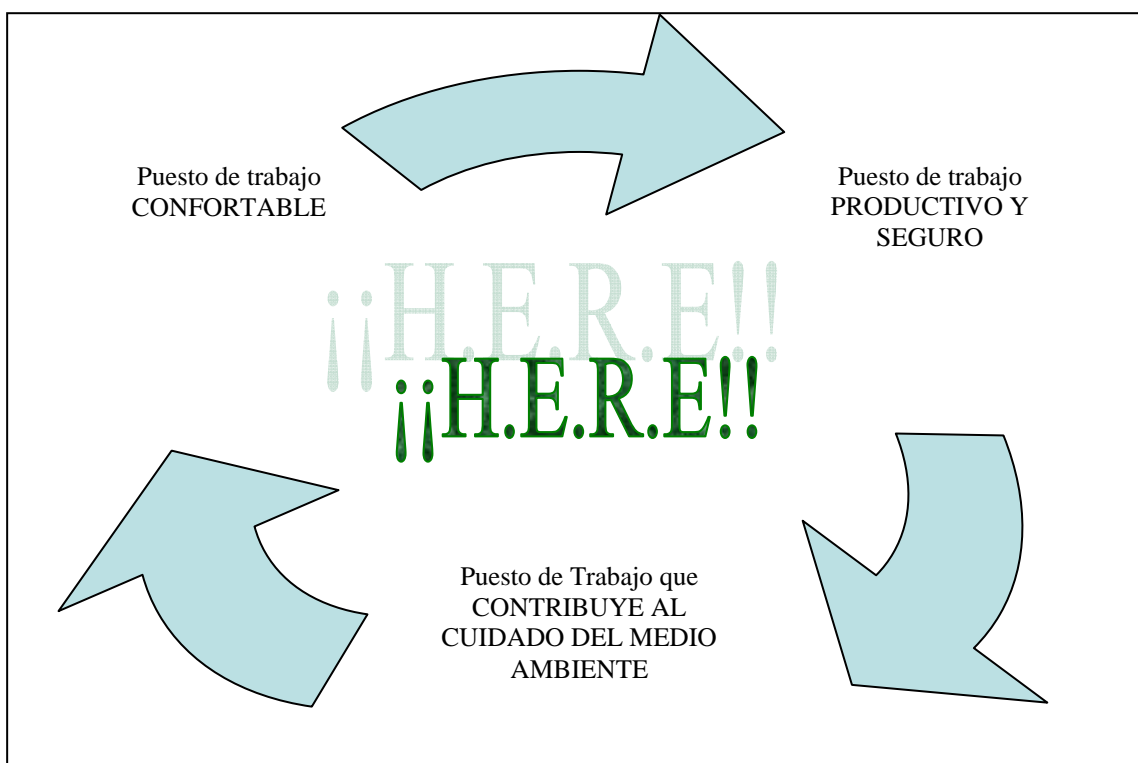 Puesto de trabajo
CONFORTABLE
Puesto de trabajo
PRODUCTIVO Y
SEGURO
¡¡H.E.R.E!!
¡¡H.E.R.E!!
Puesto de Trabajo que
CONTRIBUYE AL
CUIDADO DEL MEDIO
AMBIENTE